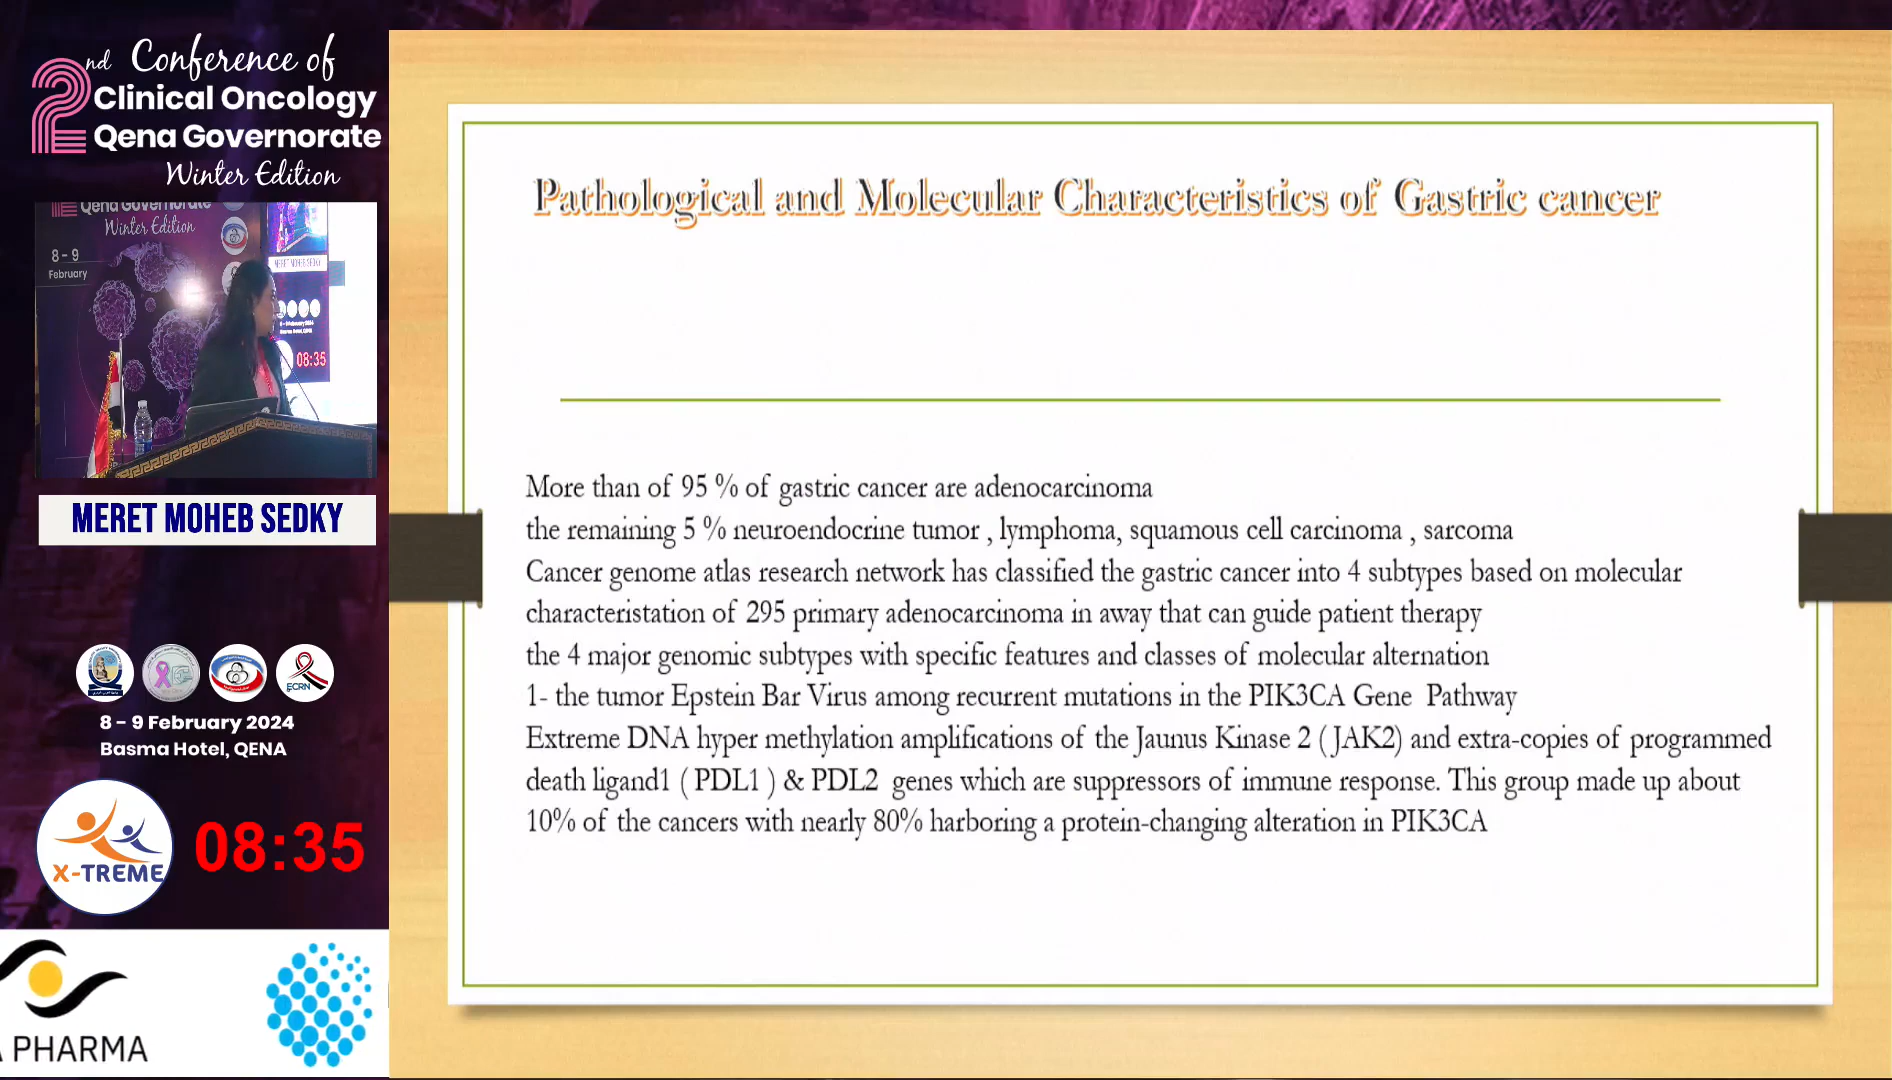 2nd Conference of
Clinical Oncology
Qena Governorate
Winter Edition
Qena Governorate
Winter Edition
8 - 9
February
MERET MOHEB SEDKY
08:35
MERET MOHEB SEDKY
ECRN
8 - 9 February 2024
Basma Hotel, QENA
X-TREME
08:35
PHARMA
Pathological and Molecular Characteristics of Gastric cancer
More than of 95 % of gastric cancer are adenocarcinoma
the remaining 5 % neuroendocrine tumor , lymphoma, squamous cell carcinoma , sarcoma
Cancer genome atlas research network has classified the gastric cancer into 4 subtypes based on molecular
characteristation of 295 primary adenocarcinoma in away that can guide patient therapy
the 4 major genomic subtypes with specific features and classes of molecular alternation
1- the tumor Epstein Bar Virus among recurrent mutations in the PIK3CA Gene Pathway
Extreme DNA hyper methylation amplifications of the Jaunus Kinase 2 ( JAK2) and extra-copies of programmed
death ligand1 ( PDL1 ) & PDL2 genes which are suppressors of immune response. This group made up about
10% of the cancers with nearly 80% harboring a protein-changing alteration in PIK3CA